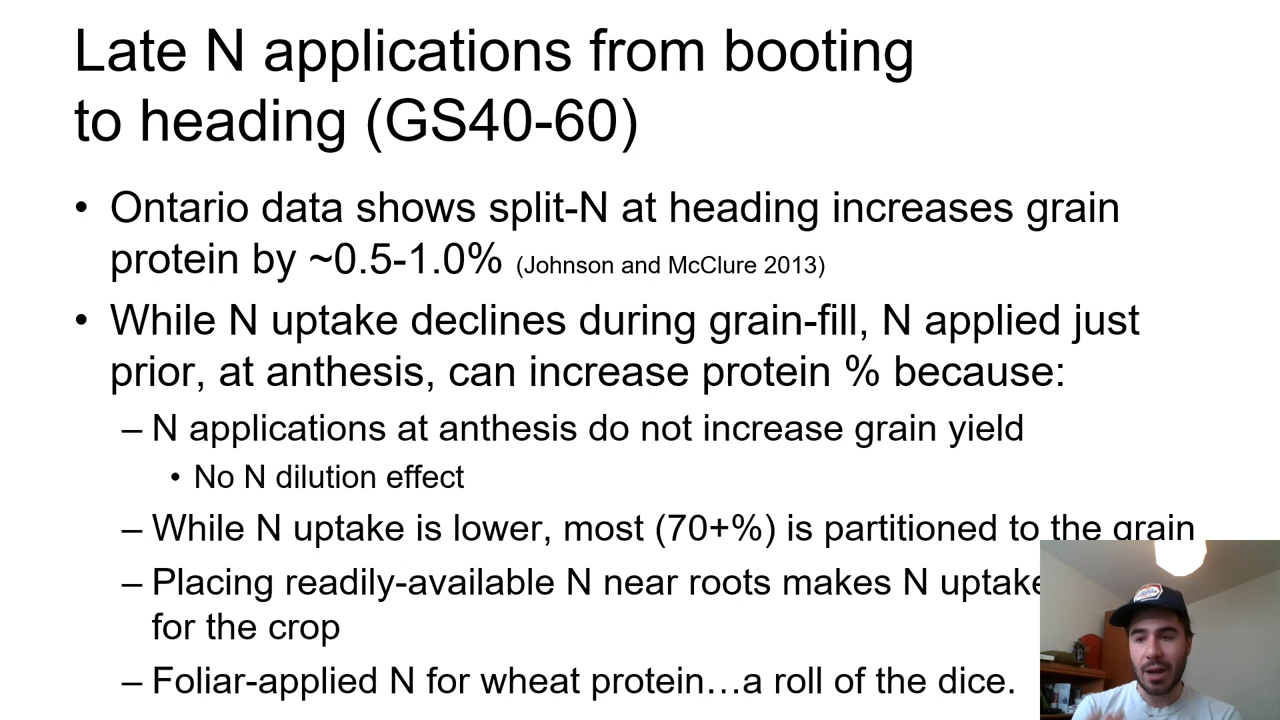 Late N applications from booting
to heading (GS40-60)
• Ontario data shows split-N at heading increases grain
protein by ~0.5-1.0% (Johnson and McClure 2013)
• While N uptake declines during grain-fill, N applied just
prior, at anthesis, can increase protein % because:
– N applications at anthesis do not increase grain yield
• No N dilution effect
– While N uptake is lower, most (70+%) is partitioned to the grain
– Placing readily-available N near roots makes N uptake
for the crop
– Foliar-applied N for wheat protein…a roll of the dice.